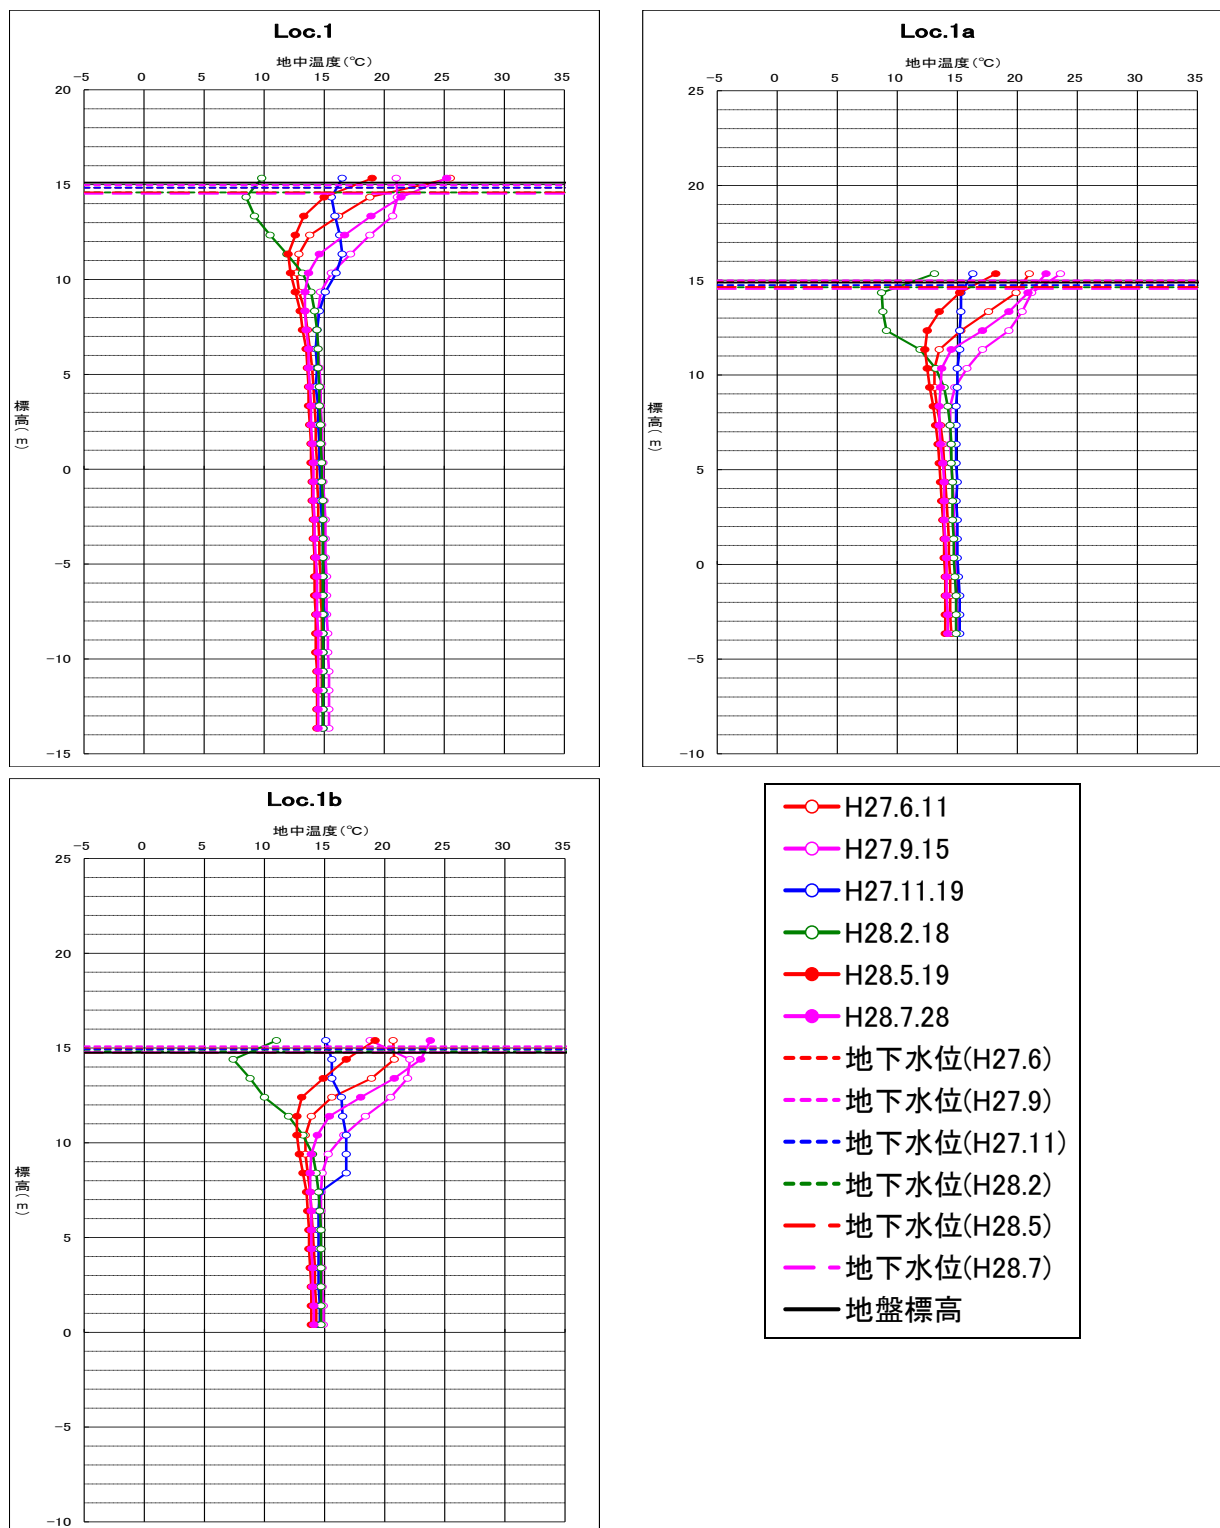 Loc.1
地中温度(℃)
-5 0 5 10 15 20 25 30 35
20
15
10
5
0
-5
-10
-15
標高(m)
Loc.1a
地中温度(℃)
-5 0 5 10 15 20 25 30 35
25
20
15
10
5
0
-5
-10
標高(m)
Loc.1b
地中温度(℃)
-5 0 5 10 15 20 25 30 35
25
20
15
10
5
0
-5
-10
標高(m)
H27.6.11
H27.9.15
H27.11.19
H28.2.18
H28.5.19
H28.7.28
地下水位(H27.6)
地下水位(H27.9)
地下水位(H27.11)
地下水位(H28.2)
地下水位(H28.5)
地下水位(H28.7)
地盤標高